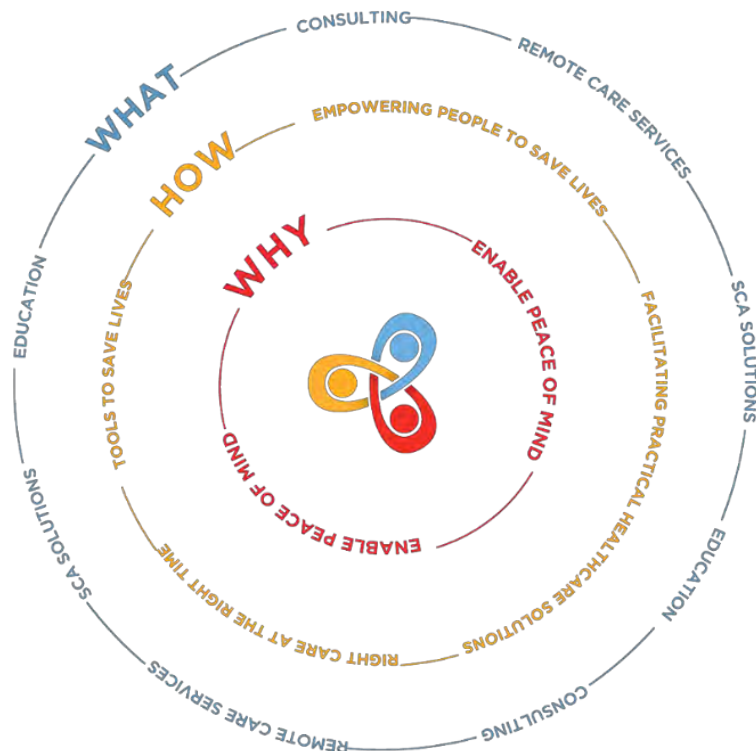 WHAT
CONSULTING
REMOTE CARE SERVICES
SCA SOLUTIONS
EDUCATION
CONSULTING
REMOTE CARE SERVICES
SCA SOLUTIONS
EDUCATION
HOW
EMPOWERING PEOPLE TO SAVE LIVES
FACILITATING PRACTICAL HEALTHCARE SOLUTIONS
RIGHT CARE AT THE RIGHT TIME
TOOLS TO SAVE LIVES
WHY
ENABLE PEACE OF MIND
ENABLE PEACE OF MIND